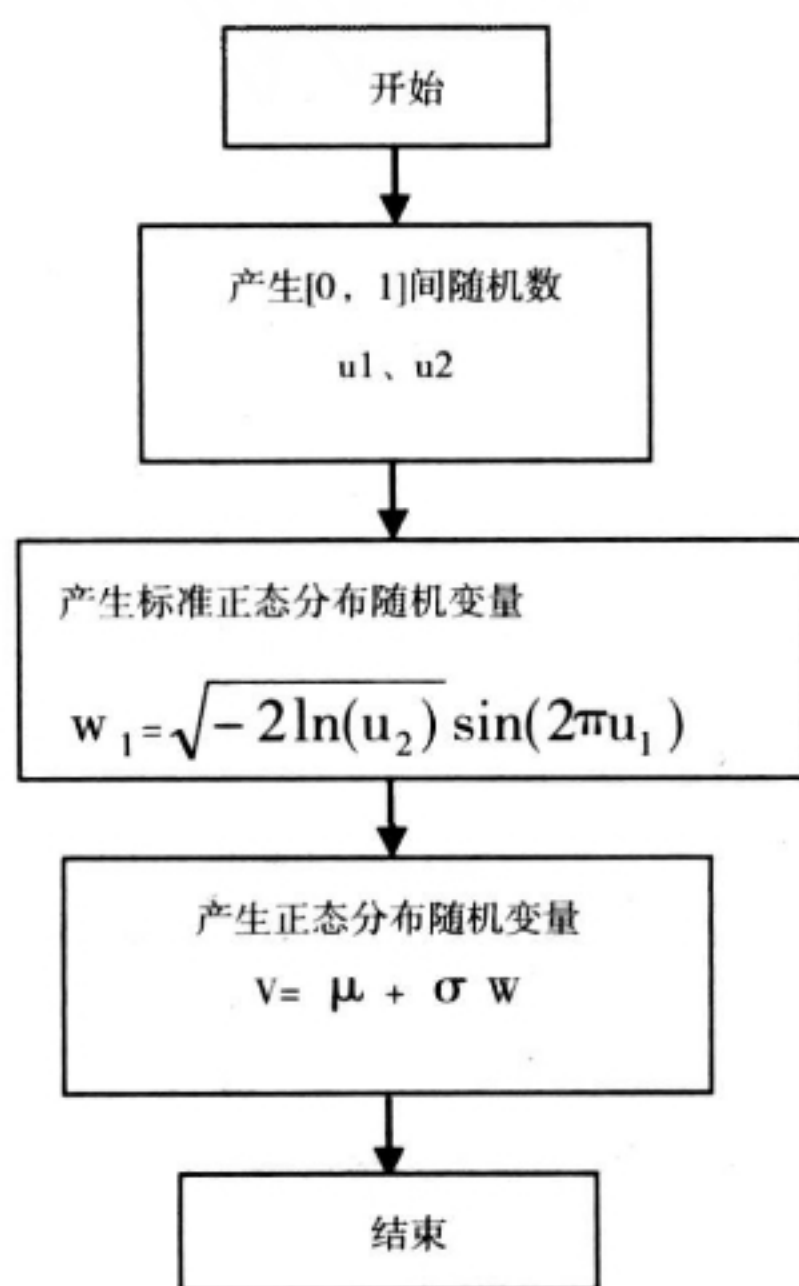 开始
产生[0，1]间随机数
u1、u2
产生标准正态分布随机变量
w₁=√-2ln(u₂) sin(2πu₁)
产生正态分布随机变量
V= μ + σ W
结束